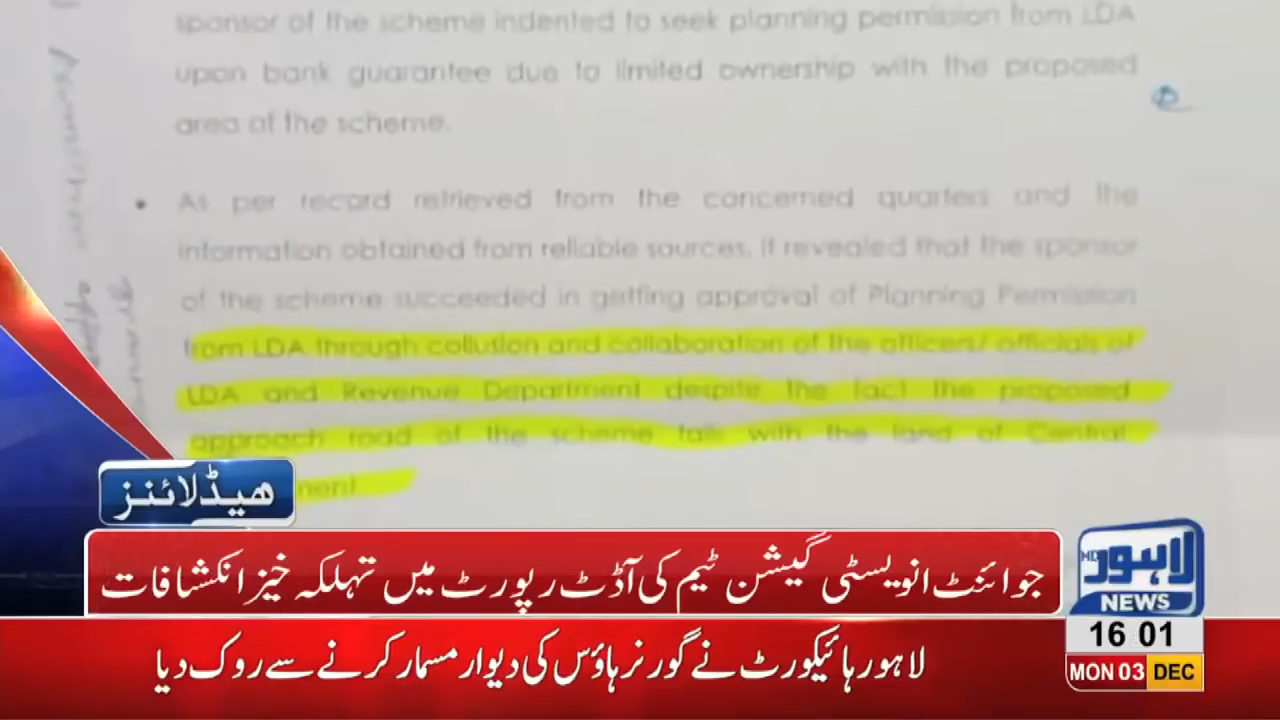 sponsor of the scheme indented to seek planning permission from LDA
upon bank guarantee due to limited ownership with the proposed
area of the scheme.
• As per record retrieved from the concerned quarters and the
information obtained from reliable sources, it revealed that the sponsor
of the scheme succeeded in getting approval of Planning Permission
from LDA through collusion and collaboration of the officers/ officials of
LDA and Revenue Department despite the fact the proposed
approach road of the scheme falls with the land of Central
ہیڈلائنز
جوائنٹ انویسٹی گیشن ٹیم کی آڈٹ رپورٹ میں تہلکہ خیز انکشافات
لاہور ہائیکورٹ نے گورنر ہاؤس کی دیوار مسمار کرنے سے روک دیا
HD لاہور
NEWS
16 01
MON 03 DEC